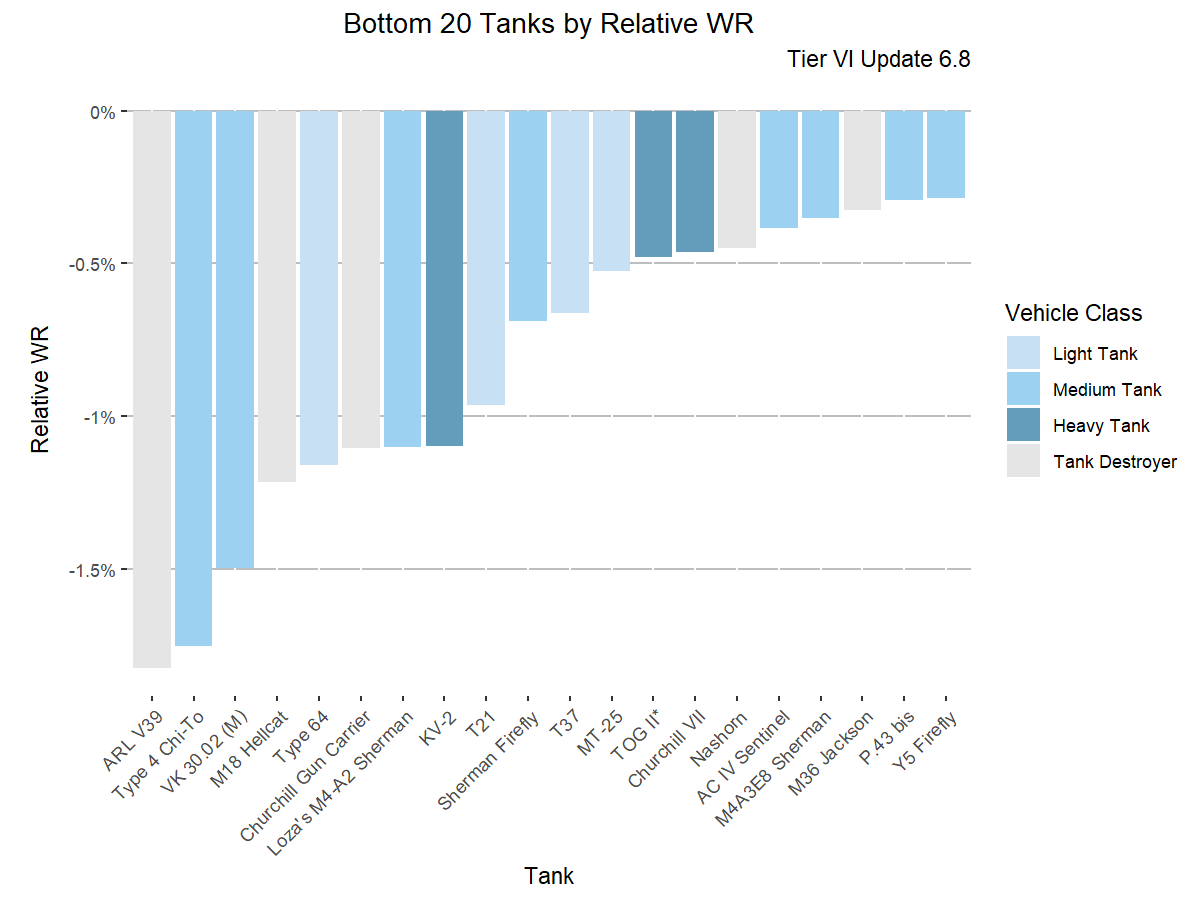 Bottom 20 Tanks by Relative WR
Tier VI Update 6.8
0%
-0.5%
-1%
-1.5%
Relative WR
ARL V39
Type 4 Chi-To
VK 30.02 (M)
M18 Hellcat
Type 64
Churchill Gun Carrier
Loza's M4-A2 Sherman
KV-2
T21
Sherman Firefly
T37
MT-25
TOG II*
Churchill VII
Nashorn
AC IV Sentinel
M4A3E8 Sherman
M36 Jackson
P.43 bis
Y5 Firefly
Tank
Vehicle Class
Light Tank
Medium Tank
Heavy Tank
Tank Destroyer